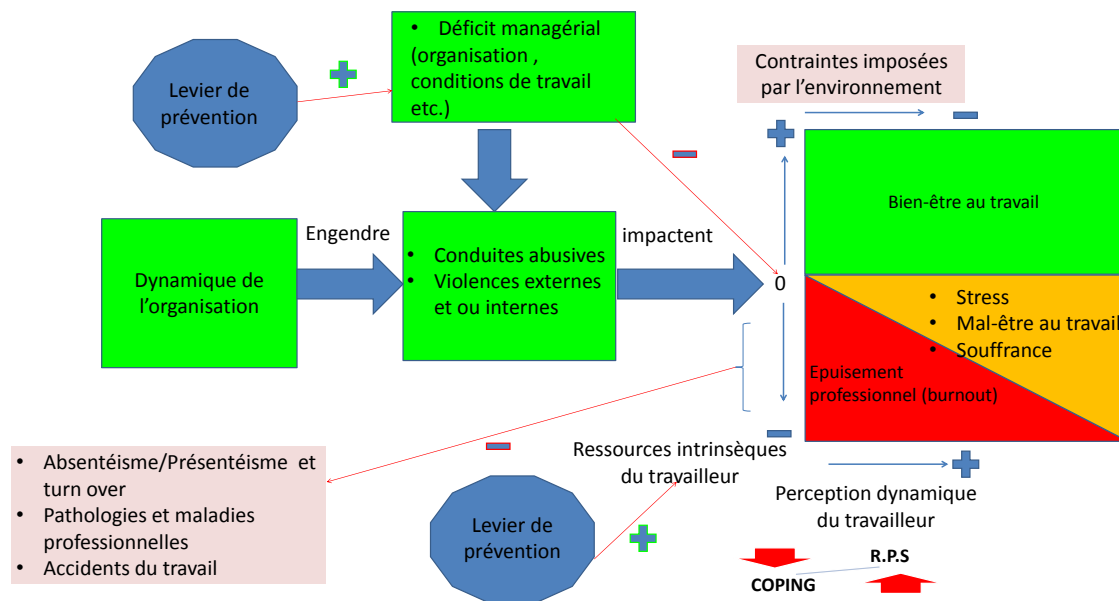 • Déficit managérial
(organisation ,
conditions de travail
etc.)
Levier de
prévention
Contraintes imposées
par l'environnement
Bien-être au travail
Engendre
impactent
Dynamique de
l'organisation
• Conduites abusives
• Violences externes
et ou internes
0
• Stress
• Mal-être au travail
• Souffrance
Epuisement
professionnel (burnout)
• Absentéisme/Présentéisme et
turn over
• Pathologies et maladies
professionnelles
• Accidents du travail
Ressources intrinsèques
du travailleur
Levier de
prévention
Perception dynamique
du travailleur
R.P.S
COPING